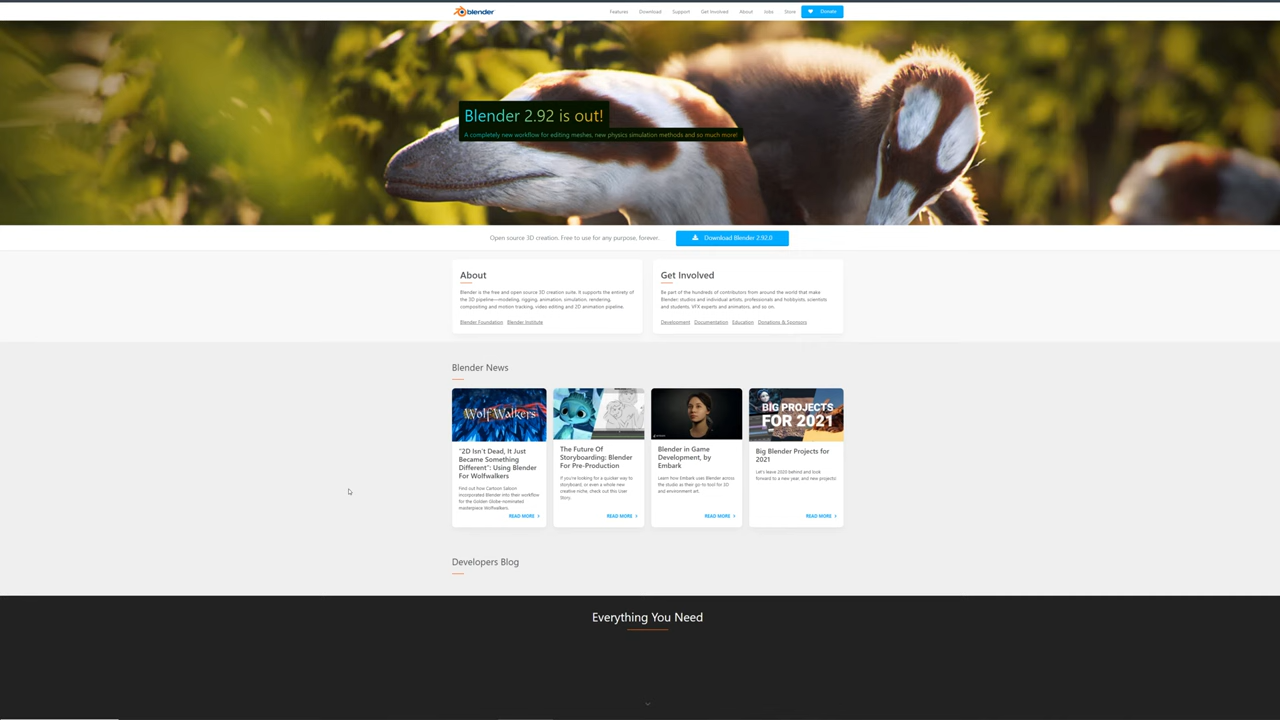 blender
Features Download Support Get Involved About Jobs Store Donate
Blender 2.92 is out!
A completely new workflow for editing meshes, new physics simulation methods and so much more!
Open source 3D creation. Free to use for any purpose, forever.
Download Blender 2.92.0
About
Blender is the free and open source 3D creation suite. It supports the entirety of
the 3D pipeline—modeling, rigging, animation, simulation, rendering,
compositing and motion tracking, video editing and 2D animation pipeline.
Blender Foundation Blender Institute
Get Involved
Be part of the hundreds of contributors from around the world that make
Blender: studios and individual artists, professionals and hobbyists, scientists
and students, VFX experts and animators, and so on.
Development Documentation Education Donations & Sponsors
Blender News
WolfWalkers
"2D Isn't Dead, It Just
Became Something
Different": Using Blender
For Wolfwalkers
Find out how Cartoon Saloon
incorporated Blender into their workflow
for the Golden Globe-nominated
masterpiece Wolfwalkers.
READ MORE
The Future Of
Storyboarding: Blender
For Pre-Production
If you're looking for a quicker way to
storyboard, or even a whole new
creative niche, check out this User
Story.
READ MORE
Blender in Game
Development, by
Embark
Learn how Embark uses Blender across
the studio as their go-to tool for 3D
and environment art.
READ MORE
BIG PROJECTS
FOR 2021
Big Blender Projects for
2021
Let's leave 2020 behind and look
forward to a new year, and new projects
READ MORE
Developers Blog
Everything You Need